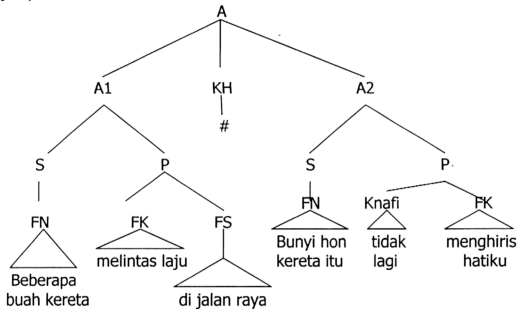 A
A1 KH A2
#
S P S P
FN FK FS FN Knafi FK
Beberapa
buah kereta
melintas laju
di jalan raya
Bunyi hon
kereta itu
tidak
lagi
menghiris
hatiku